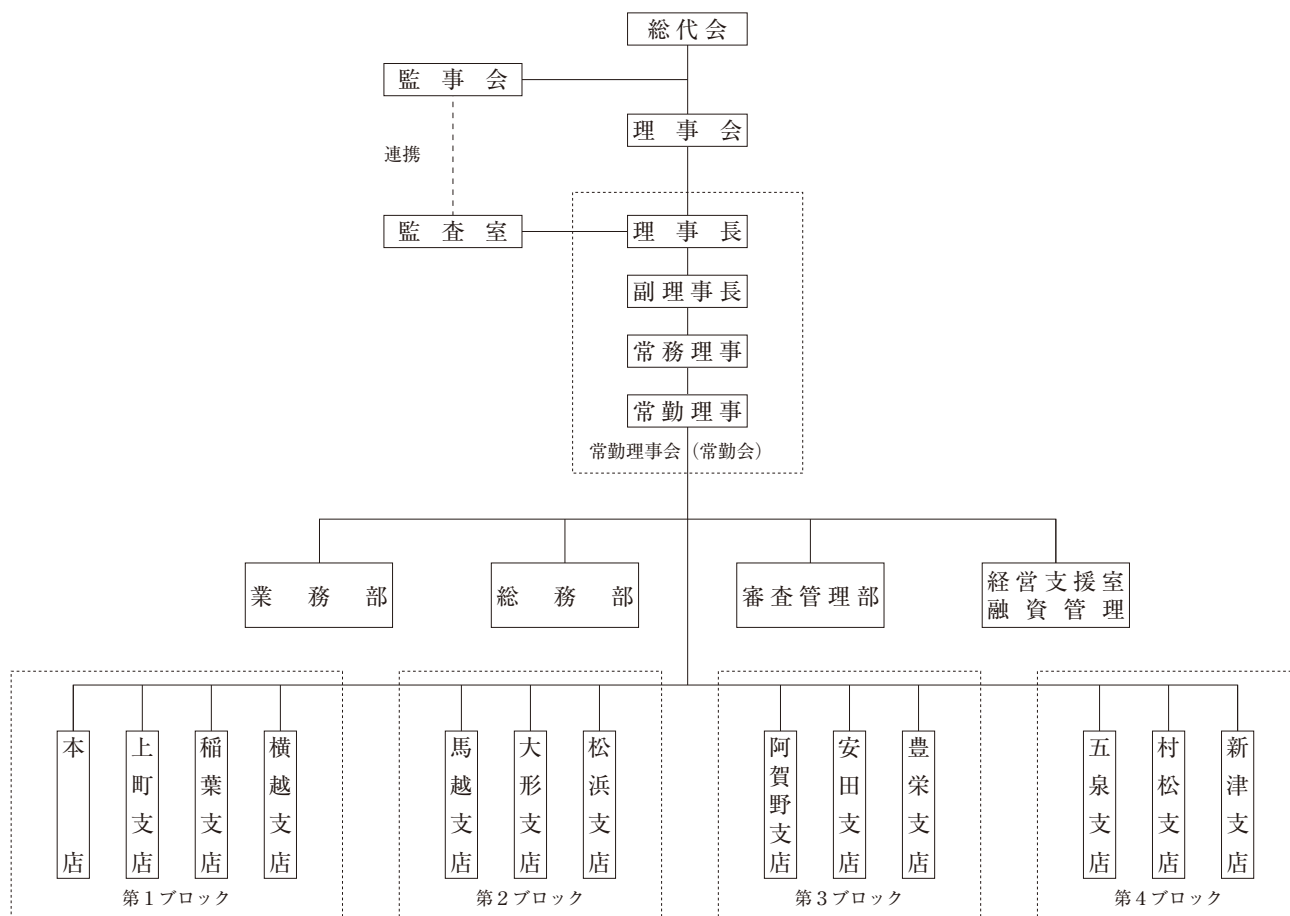 総代会
監事会
理事会
連携
監査室
理事長
副理事長
常務理事
常勤理事
常勤理事会（常勤会）
業務部
総務部
審査管理部
経営支援室
融資管理
本店
上町支店
稲葉支店
横越支店
第1ブロック
馬越支店
大形支店
松浜支店
第2ブロック
阿賀野支店
安田支店
豊栄支店
第3ブロック
五泉支店
村松支店
新津支店
第4ブロック